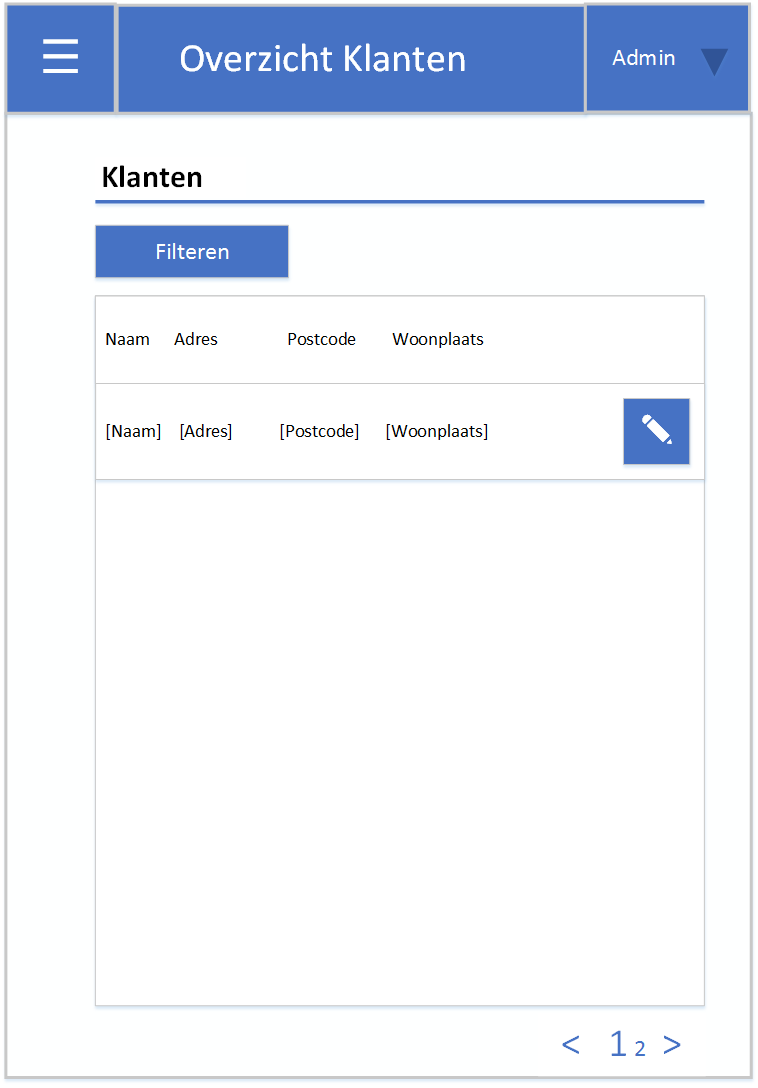 ☰ Overzicht Klanten Admin ▼
Klanten
Filteren
Naam Adres Postcode Woonplaats
[Naam] [Adres] [Postcode] [Woonplaats]
< 1 2 >